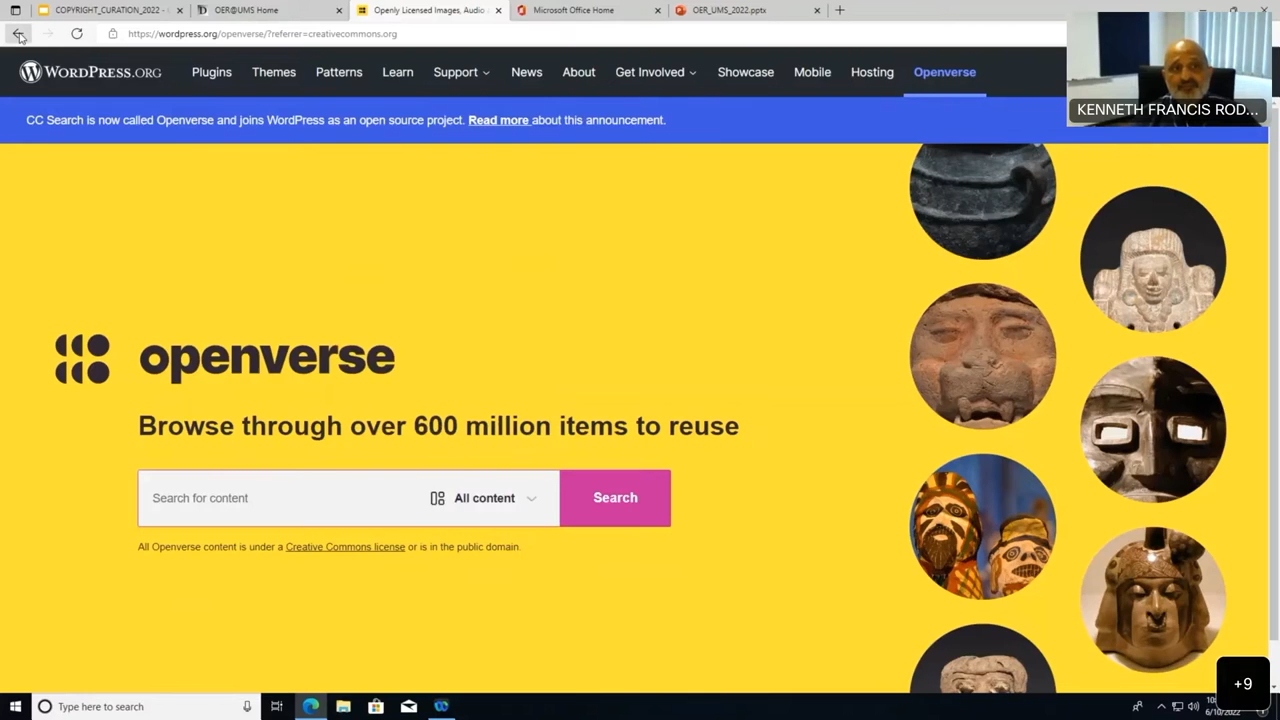 COPYRIGHT_CURATION_2022 -
OER@UMS Home
Openly Licensed Images, Audio
Microsoft Office Home
OER_UMS_2022.pptx
https://wordpress.org/openverse/?referrer=creativecommons.org
WORDPRESS.ORG
Plugins
Themes
Patterns
Learn
Support
News
About
Get Involved
Showcase
Mobile
Hosting
Openverse
KENNETH FRANCIS ROD...
CC Search is now called Openverse and joins WordPress as an open source project. Read more about this announcement.
openverse
Browse through over 600 million items to reuse
Search for content
All content
Search
All Openverse content is under a Creative Commons license or is in the public domain.
+9
Type here to search
6/10/2022